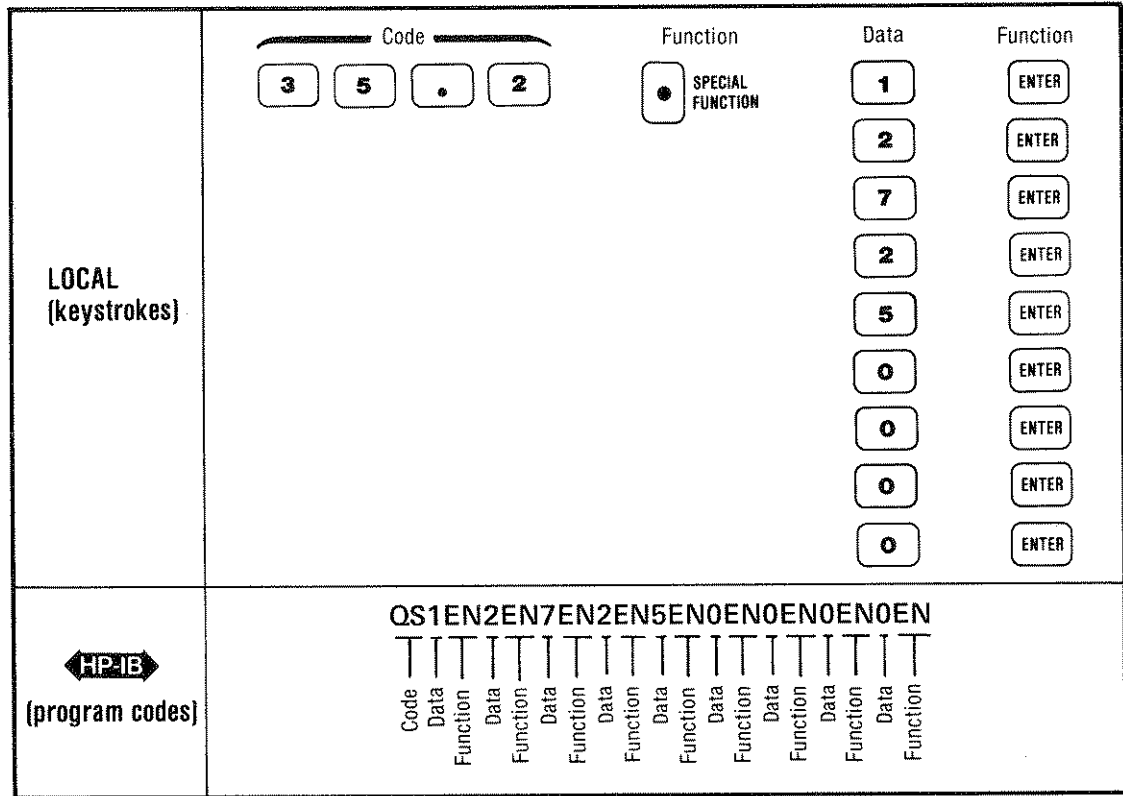 Code Function Data Function
3 5 . 2 SPECIAL FUNCTION 1 ENTER
2 ENTER
7 ENTER
2 ENTER
5 ENTER
0 ENTER
0 ENTER
0 ENTER
0 ENTER
LOCAL
(keystrokes)
QS1EN2EN7EN2EN5EN0EN0EN0EN0EN
HP-IB
(program codes)
Code Data Function Data Function Data Function Data Function Data Function Data Function Data Function Data Function Data Function